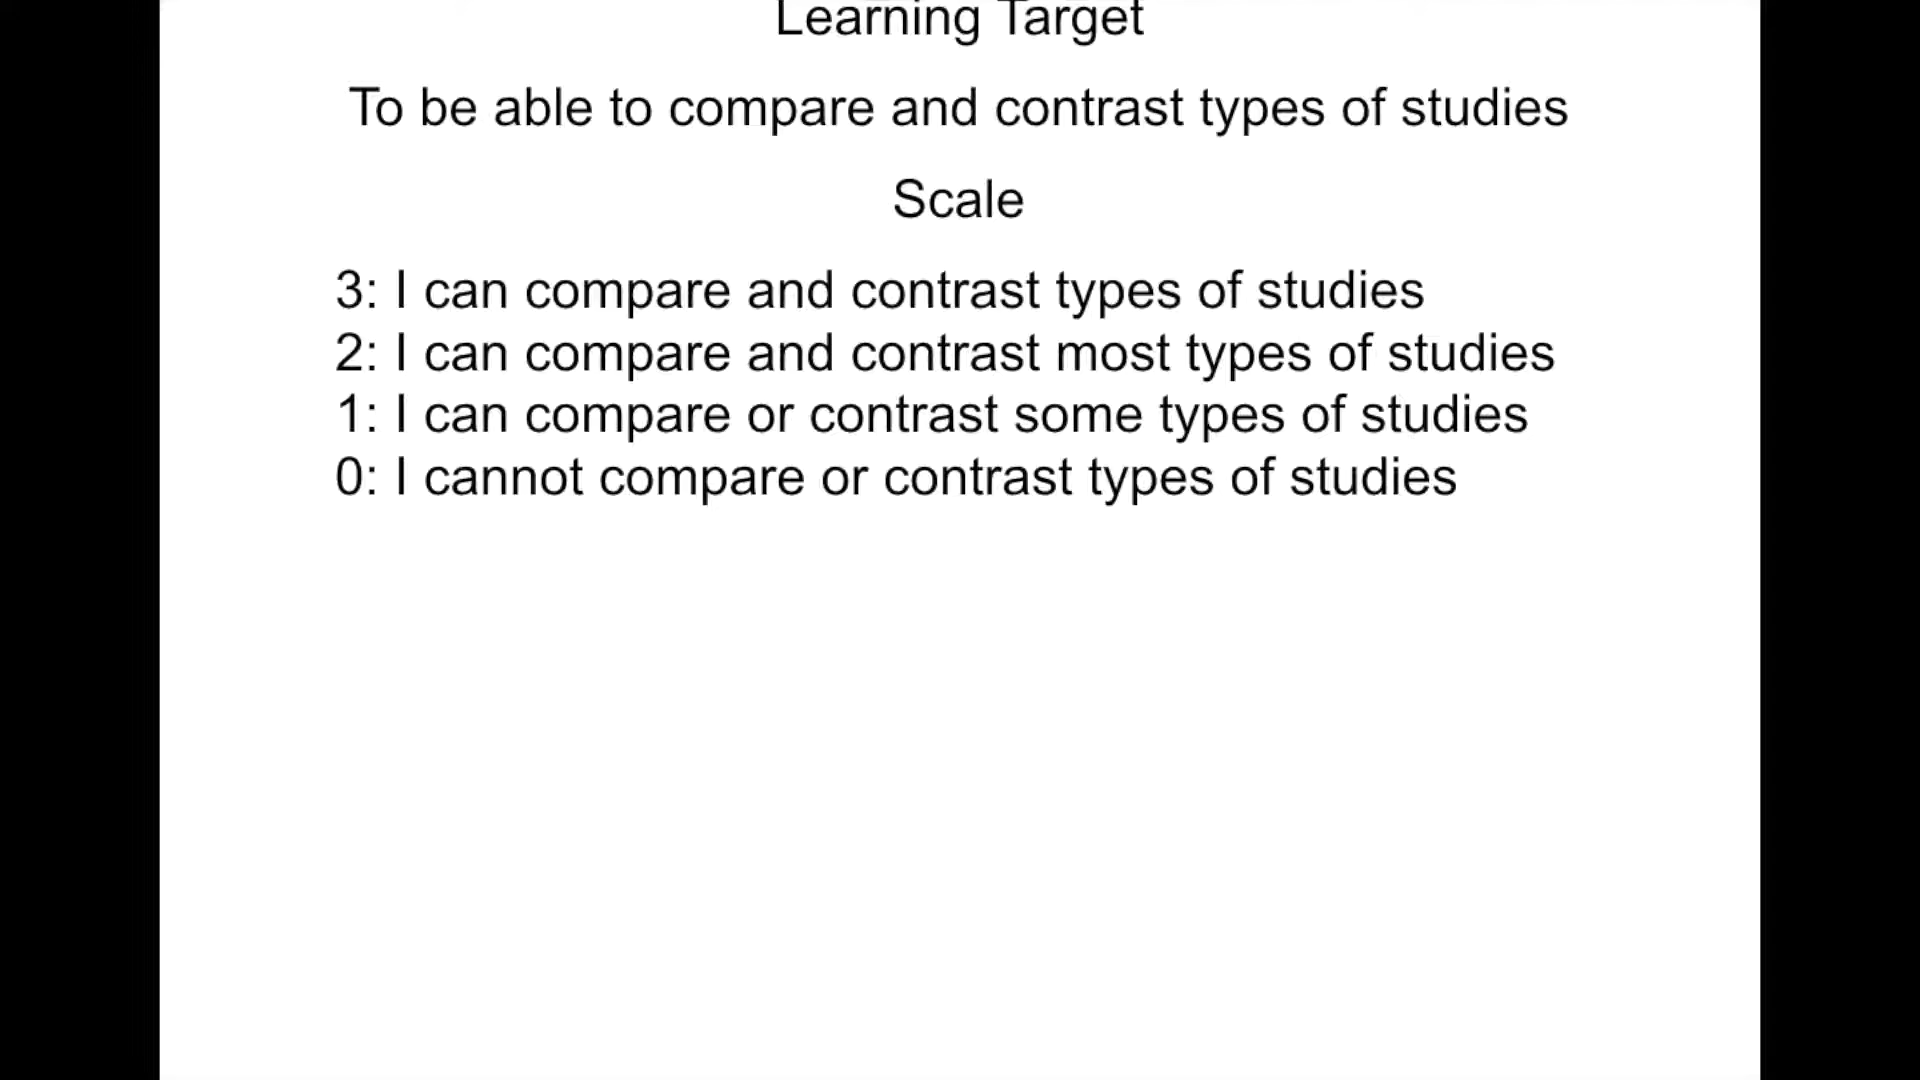 Learning Target
To be able to compare and contrast types of studies
Scale
3: I can compare and contrast types of studies
2: I can compare and contrast most types of studies
1: I can compare or contrast some types of studies
0: I cannot compare or contrast types of studies